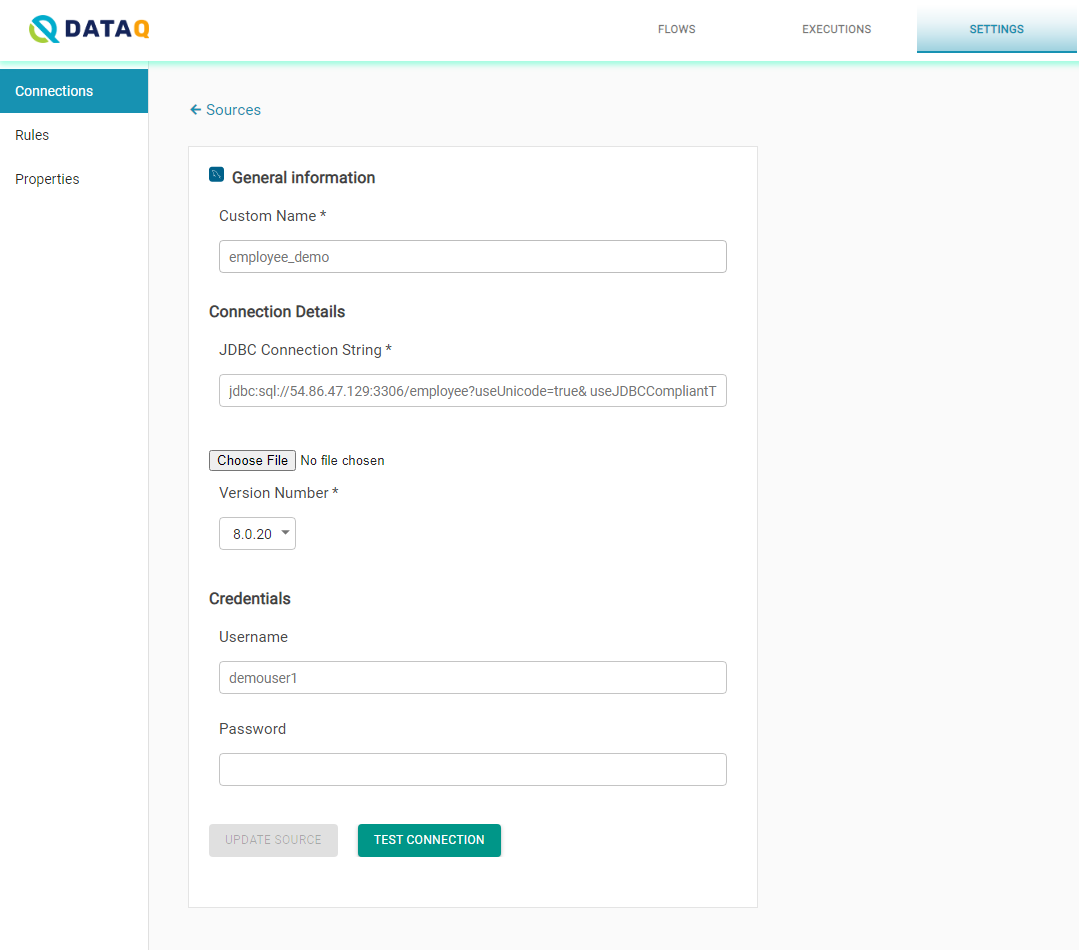 DATAQ
FLOWS
EXECUTIONS
SETTINGS
Connections
Rules
Properties
← Sources
General information
Custom Name *
employee_demo
Connection Details
JDBC Connection String *
jdbc:sql://54.86.47.129:3306/employee?useUnicode=true& useJDBCCompliantT
Choose File No file chosen
Version Number *
8.0.20
Credentials
Username
demouser1
Password
UPDATE SOURCE
TEST CONNECTION